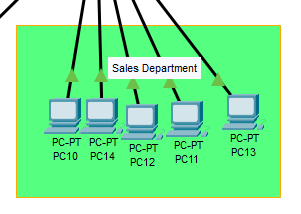 Sales Department
PC-PT
PC10
PC-PT
PC14
PC-PT
PC12
PC-PT
PC11
PC-PT
PC13